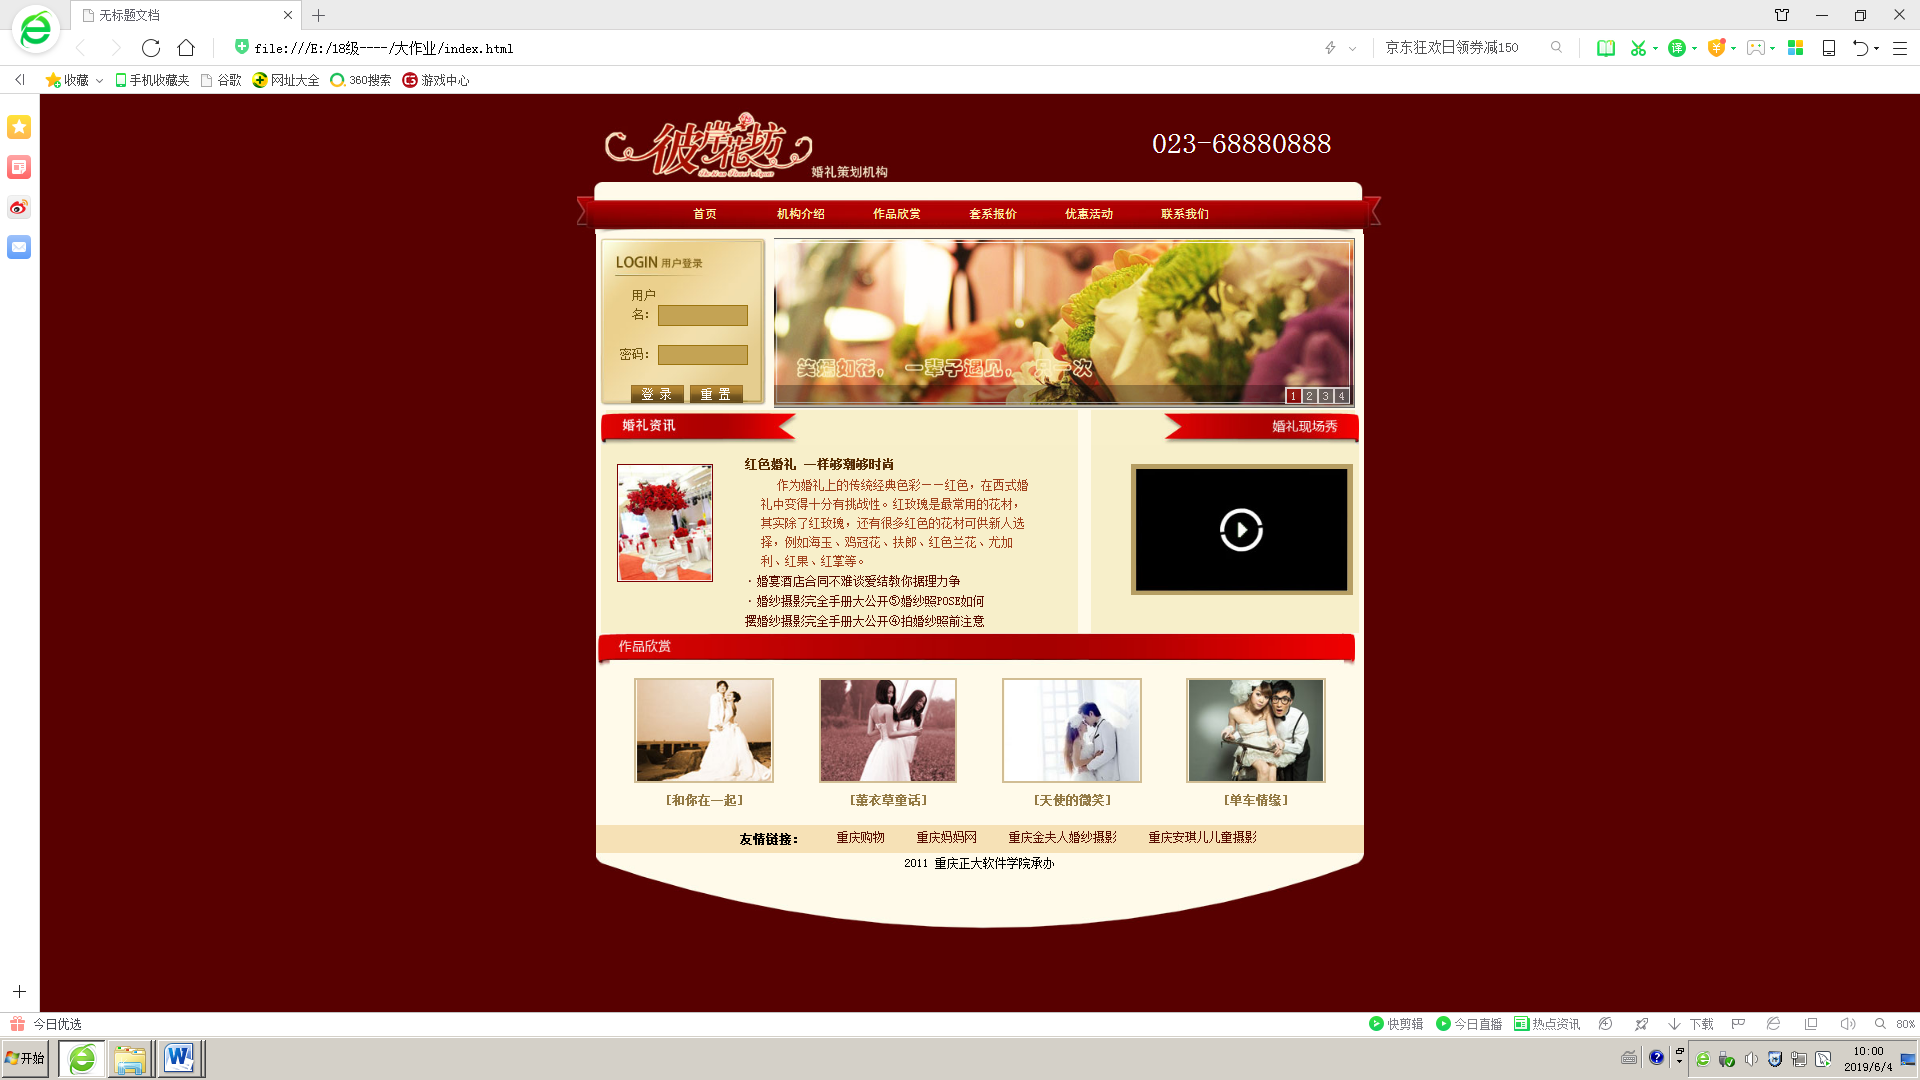 无标题文档
file:///E:/18级----/大作业/index.html
京东狂欢日领券减150
收藏 手机收藏夹 谷歌 网址大全 360搜索 游戏中心
彼岸花坊
婚礼策划机构
023-68880888
首页 机构介绍 作品欣赏 套系报价 优惠活动 联系我们
LOGIN 用户登录
用户
名：
密码：
登 录 重 置
笑嫣如花， 一辈子遇见， 只一次
1 2 3 4
婚礼资讯
婚礼现场秀
红色婚礼 一样够潮够时尚
作为婚礼上的传统经典色彩——红色，在西式婚
礼中变得十分有挑战性。红玫瑰是最常用的花材，
其实除了红玫瑰，还有很多红色的花材可供新人选
择，例如海玉、鸡冠花、扶郎、红色兰花、尤加
利、红果、红掌等。
· 婚宴酒店合同不难谈爱结教你据理力争
· 婚纱摄影完全手册大公开⑤婚纱照POSE如何
摆婚纱摄影完全手册大公开④拍婚纱照前注意
作品欣赏
[和你在一起] [薰衣草童话] [天使的微笑] [单车情缘]
友情链接： 重庆购物 重庆妈妈网 重庆金夫人婚纱摄影 重庆安琪儿儿童摄影
2011 重庆正大软件学院承办
今日优选
快剪辑 今日直播 热点资讯 下载 80%
开始
10:00
2019/6/4